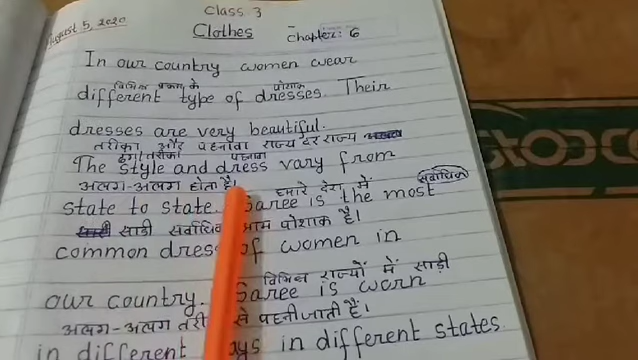 August 5, 2020
Class 3
Clothes
Chapter: 6
In our country women wear
विभिन्न प्रकार के पोशाक
different type of dresses. Their
dresses are very beautiful.
तरीका और पहनावा राज्य दर राज्य
ढंग/तरीका पहनावा
The style and dress vary from
अलग-अलग होता है। हमारे देश में सर्वाधिक
state to state. Saree is the most
साड़ी सर्वाधिक आम पोशाक है।
common dress of women in
विभिन्न राज्यों में साड़ी
our country. Saree is worn
अलग-अलग तरीके से पहनी जाती है।
in different ways in different states.